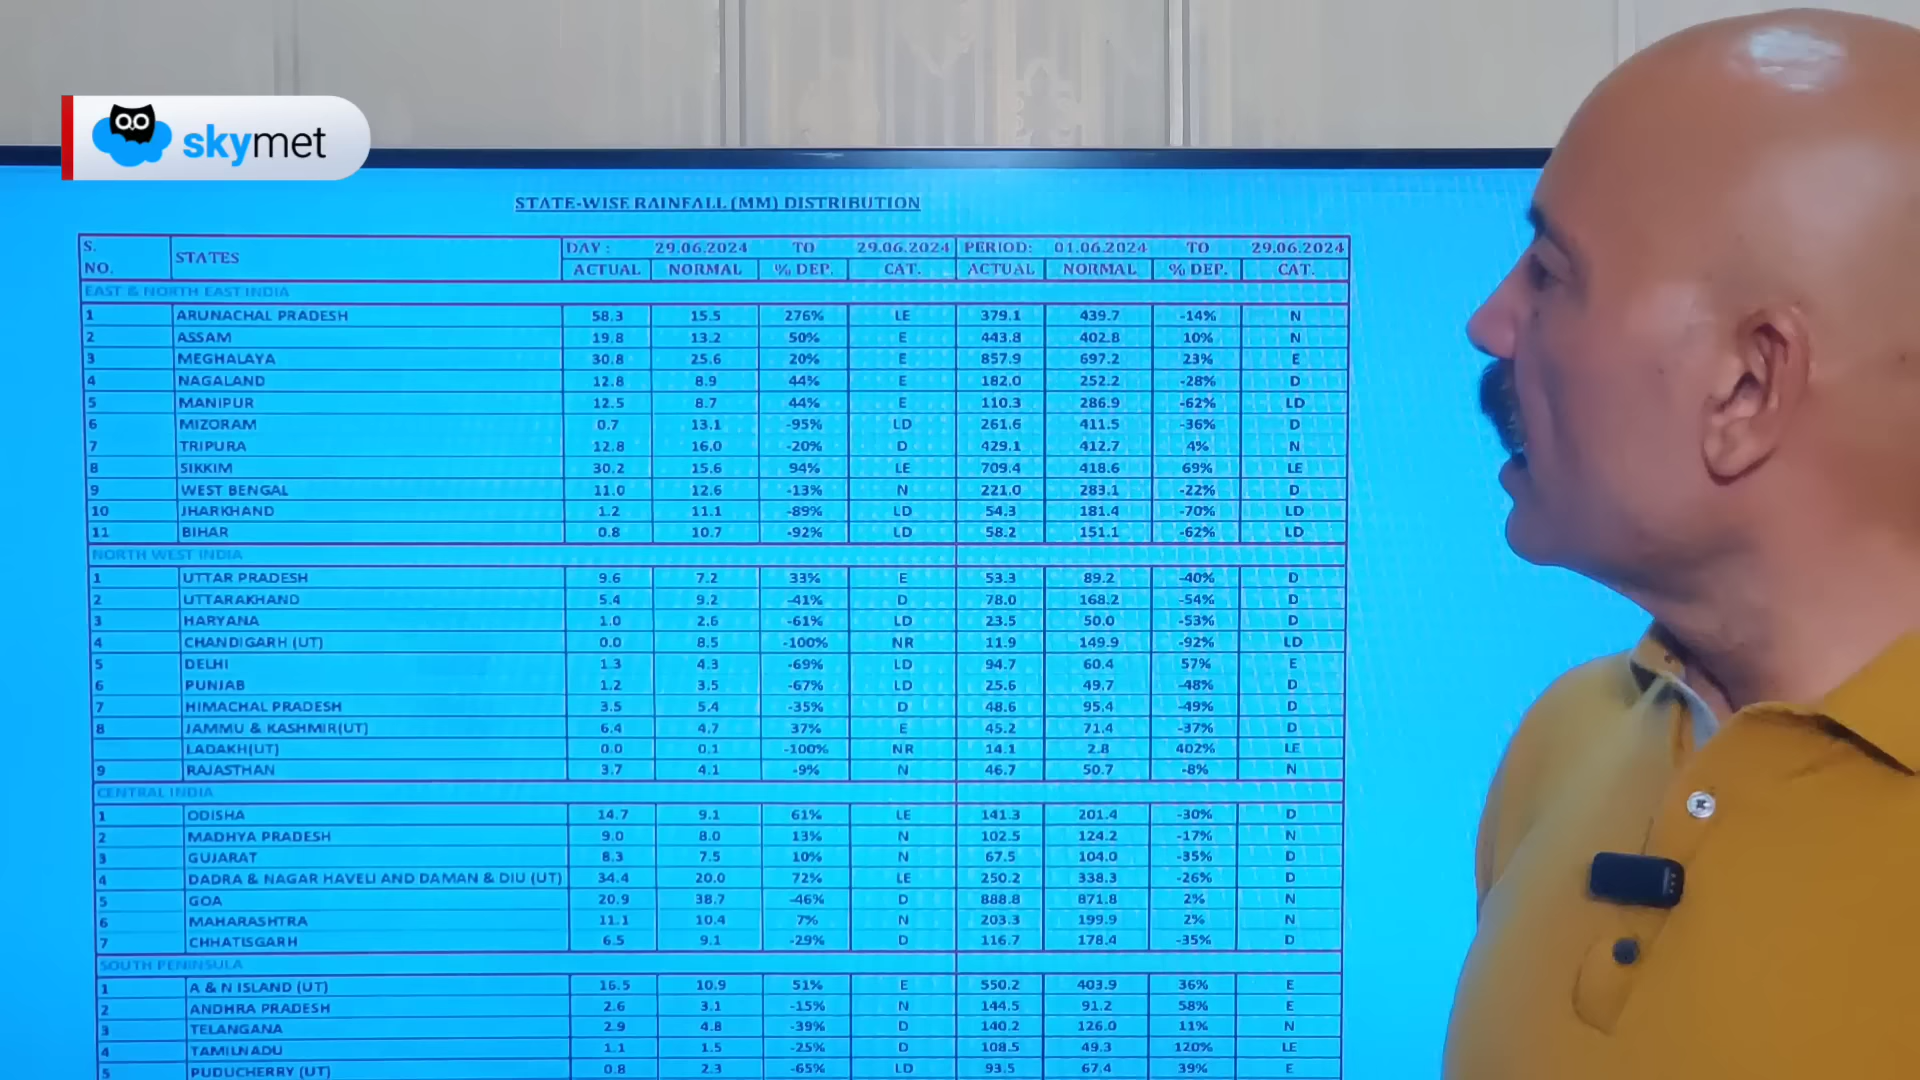 skymet
STATE-WISE RAINFALL (MM) DISTRIBUTION
S. NO. STATES DAY : 29.06.2024 TO 29.06.2024 PERIOD: 01.06.2024 TO 29.06.2024
ACTUAL NORMAL % DEP. CAT. ACTUAL NORMAL % DEP. CAT.
EAST & NORTH EAST INDIA
1 ARUNACHAL PRADESH 58.3 15.5 276% LE 379.1 439.7 -14% N
2 ASSAM 19.8 13.2 50% E 443.8 402.8 10% N
3 MEGHALAYA 30.8 25.6 20% E 857.9 697.2 23% E
4 NAGALAND 12.8 8.9 44% E 182.0 252.2 -28% D
5 MANIPUR 12.5 8.7 44% E 110.3 286.9 -62% LD
6 MIZORAM 0.7 13.1 -95% LD 261.6 411.5 -36% D
7 TRIPURA 12.8 16.0 -20% D 429.1 412.7 4% N
8 SIKKIM 30.2 15.6 94% LE 709.4 418.6 69% LE
9 WEST BENGAL 11.0 12.6 -13% N 221.0 283.1 -22% D
10 JHARKHAND 1.2 11.1 -89% LD 54.3 181.4 -70% LD
11 BIHAR 0.8 10.7 -92% LD 58.2 151.1 -62% LD
NORTH WEST INDIA
1 UTTAR PRADESH 9.6 7.2 33% E 53.3 89.2 -40% D
2 UTTARAKHAND 5.4 9.2 -41% D 78.0 168.2 -54% D
3 HARYANA 1.0 2.6 -61% LD 23.5 50.0 -53% D
4 CHANDIGARH (UT) 0.0 8.5 -100% NR 11.9 149.9 -92% LD
5 DELHI 1.3 4.3 -69% LD 94.7 60.4 57% E
6 PUNJAB 1.2 3.5 -67% LD 25.6 49.7 -48% D
7 HIMACHAL PRADESH 3.5 5.4 -35% D 48.6 95.4 -49% D
8 JAMMU & KASHMIR(UT) 6.4 4.7 37% E 45.2 71.4 -37% D
LADAKH(UT) 0.0 0.1 -100% NR 14.1 2.8 402% LE
9 RAJASTHAN 3.7 4.1 -9% N 46.7 50.7 -8% N
CENTRAL INDIA
1 ODISHA 14.7 9.1 61% LE 141.3 201.4 -30% D
2 MADHYA PRADESH 9.0 8.0 13% N 102.5 124.2 -17% N
3 GUJARAT 8.3 7.5 10% N 67.5 104.0 -35% D
4 DADRA & NAGAR HAVELI AND DAMAN & DIU (UT) 34.4 20.0 72% LE 250.2 338.3 -26% D
5 GOA 20.9 38.7 -46% D 888.8 871.8 2% N
6 MAHARASHTRA 11.1 10.4 7% N 203.3 199.9 2% N
7 CHHATISGARH 6.5 9.1 -29% D 116.7 178.4 -35% D
SOUTH PENINSULA
1 A & N ISLAND (UT) 16.5 10.9 51% E 550.2 403.9 36% E
2 ANDHRA PRADESH 2.6 3.1 -15% N 144.5 91.2 58% E
3 TELANGANA 2.9 4.8 -39% D 140.2 126.0 11% N
4 TAMILNADU 1.1 1.5 -25% D 108.5 49.3 120% LE
5 PUDUCHERRY (UT) 0.8 2.3 -65% LD 93.5 67.4 39% E